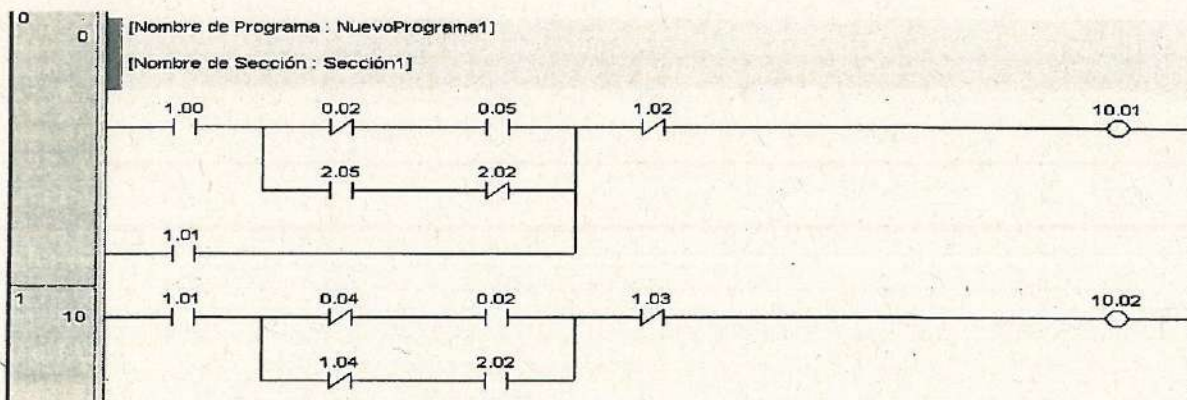 0
0
[Nombre de Programa : NuevoPrograma1]
[Nombre de Sección : Sección1]
1.00 0.02 0.05 1.02 10.01
2.05 2.02
1.01
1
10
1.01 0.04 0.02 1.03 10.02
1.04 2.02